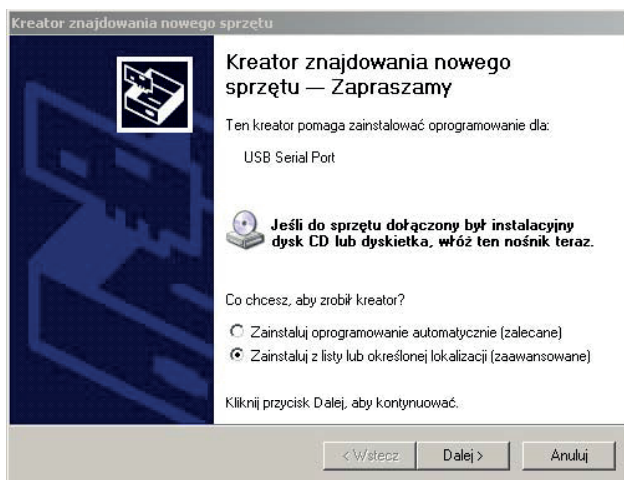 Kreator znajdowania nowego sprzętu
Kreator znajdowania nowego
sprzętu — Zapraszamy
Ten kreator pomaga zainstalować oprogramowanie dla:
USB Serial Port
Jeśli do sprzętu dołączony był instalacyjny
dysk CD lub dyskietka, włóż ten nośnik teraz.
Co chcesz, aby zrobił kreator?
Zainstaluj oprogramowanie automatycznie (zalecane)
Zainstaluj z listy lub określonej lokalizacji (zaawansowane)
Kliknij przycisk Dalej, aby kontynuować.
< Wstecz Dalej > Anuluj